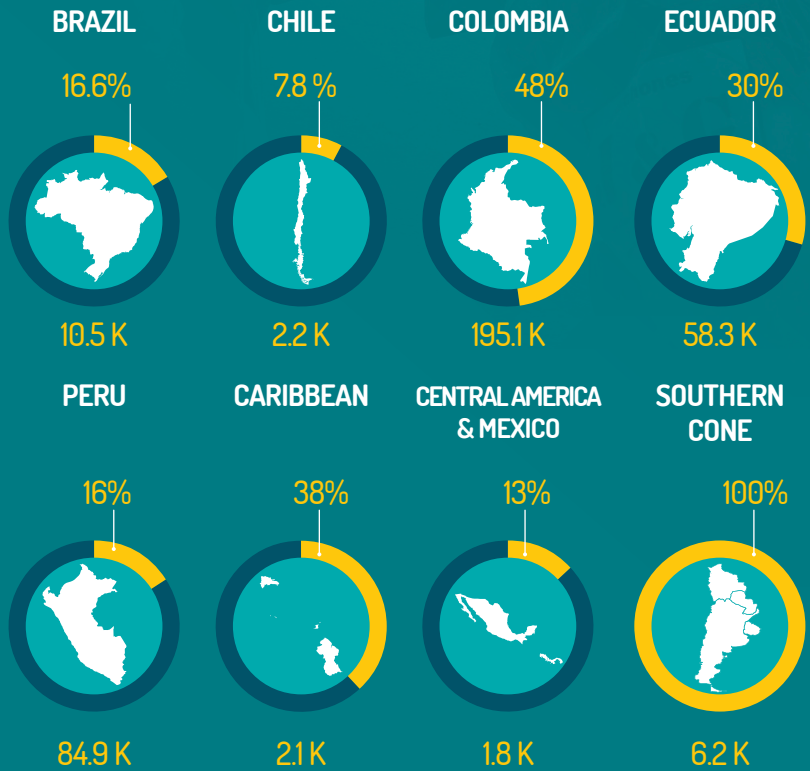 BRAZIL
CHILE
COLOMBIA
ECUADOR
16.6%
7.8 %
48%
30%
10.5 K
2.2 K
195.1 K
58.3 K
PERU
CARIBBEAN
CENTRAL AMERICA
& MEXICO
SOUTHERN
CONE
16%
38%
13%
100%
84.9 K
2.1 K
1.8 K
6.2 K